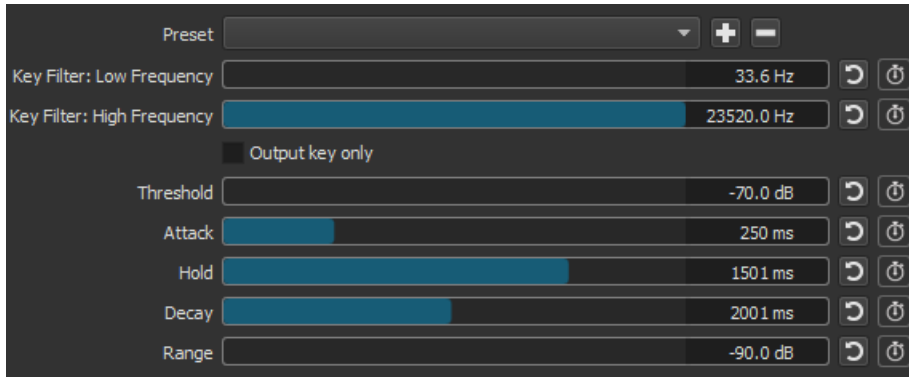 Preset
Key Filter: Low Frequency 33.6 Hz
Key Filter: High Frequency 23520.0 Hz
Output key only
Threshold -70.0 dB
Attack 250 ms
Hold 1501 ms
Decay 2001 ms
Range -90.0 dB